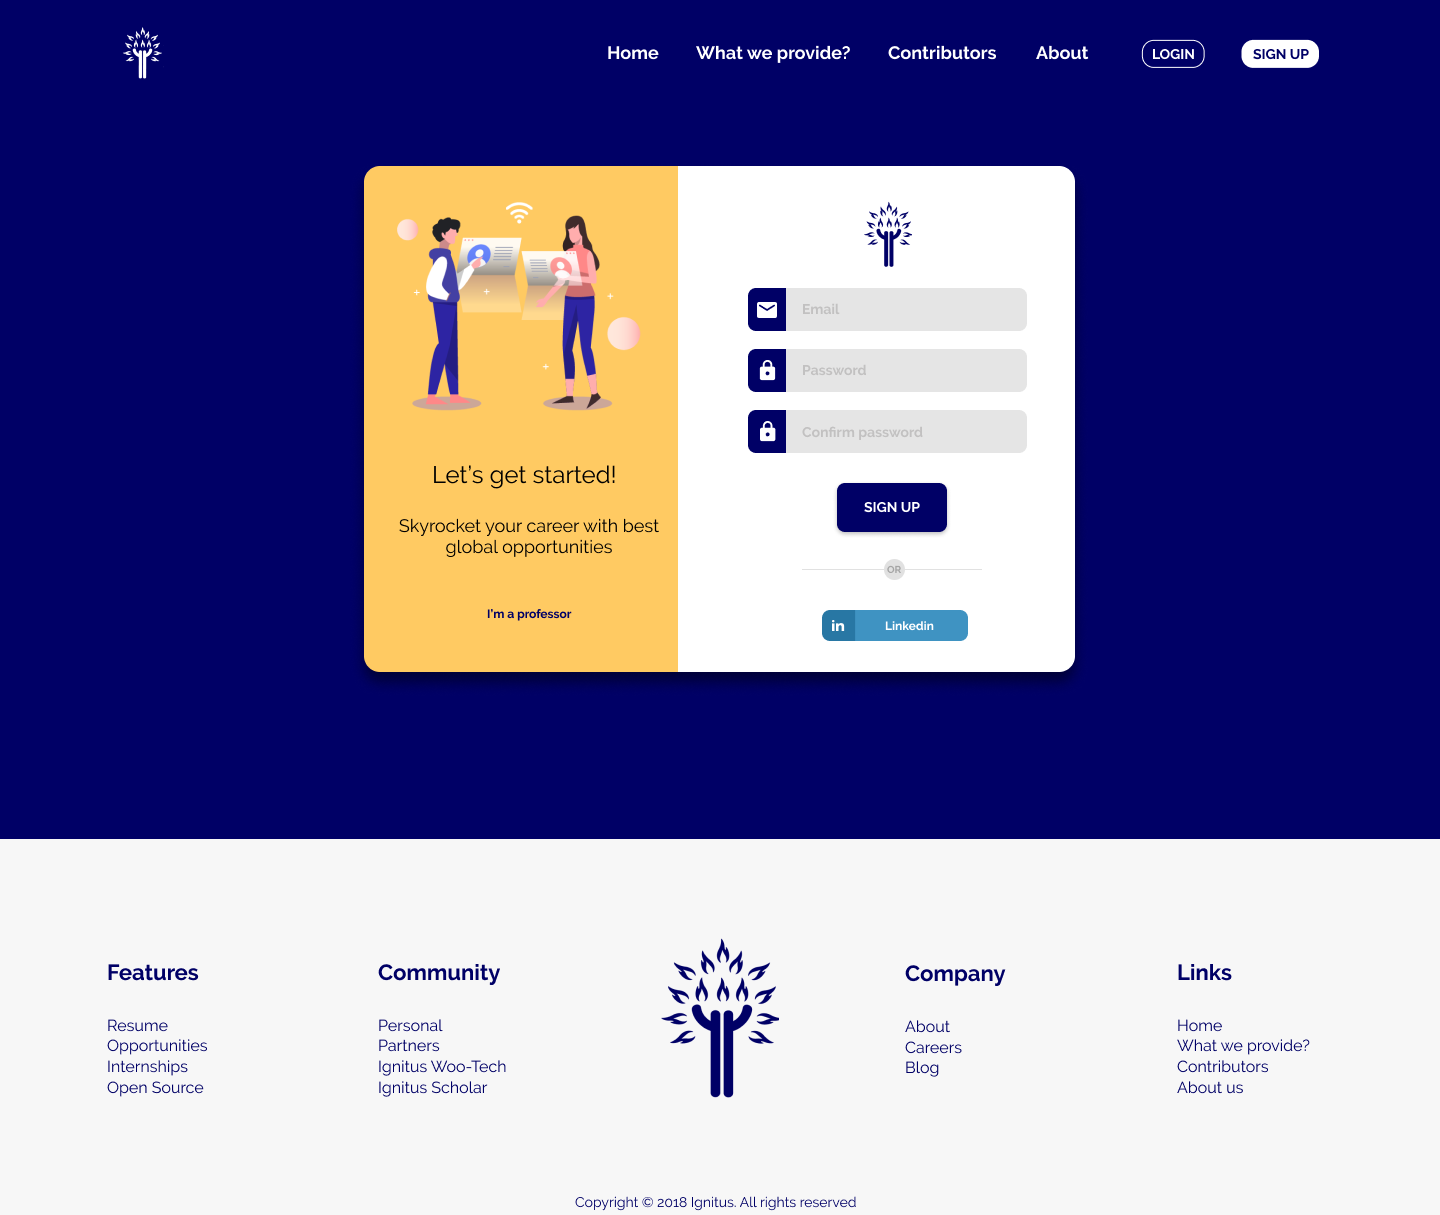 Home
What we provide?
Contributors
About
LOGIN
SIGN UP
Let's get started!
Skyrocket your career with best
global opportunities
I'm a professor
Email
Password
Confirm password
SIGN UP
OR
in
Linkedin
Features
Resume
Opportunities
Internships
Open Source
Community
Personal
Partners
Ignitus Woo-Tech
Ignitus Scholar
Company
About
Careers
Blog
Links
Home
What we provide?
Contributors
About us
Copyright © 2018 Ignitus. All rights reserved